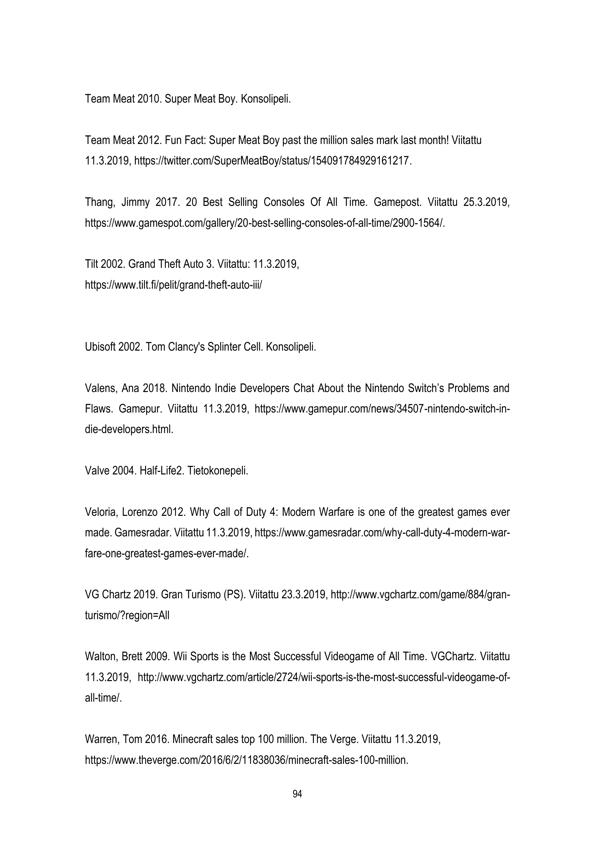 Team Meat 2010. Super Meat Boy. Konsolipeli.
Team Meat 2012. Fun Fact: Super Meat Boy past the million sales mark last month! Viitattu
11.3.2019, https://twitter.com/SuperMeatBoy/status/154091784929161217.
Thang, Jimmy 2017. 20 Best Selling Consoles Of All Time. Gamepost. Viitattu 25.3.2019,
https://www.gamespot.com/gallery/20-best-selling-consoles-of-all-time/2900-1564/.
Tilt 2002. Grand Theft Auto 3. Viitattu: 11.3.2019,
https://www.tilt.fi/pelit/grand-theft-auto-iii/
Ubisoft 2002. Tom Clancy's Splinter Cell. Konsolipeli.
Valens, Ana 2018. Nintendo Indie Developers Chat About the Nintendo Switch’s Problems and
Flaws. Gamepur. Viitattu 11.3.2019, https://www.gamepur.com/news/34507-nintendo-switch-in-
die-developers.html.
Valve 2004. Half-Life2. Tietokonepeli.
Veloria, Lorenzo 2012. Why Call of Duty 4: Modern Warfare is one of the greatest games ever
made. Gamesradar. Viitattu 11.3.2019, https://www.gamesradar.com/why-call-duty-4-modern-war-
fare-one-greatest-games-ever-made/.
VG Chartz 2019. Gran Turismo (PS). Viitattu 23.3.2019, http://www.vgchartz.com/game/884/gran-
turismo/?region=All
Walton, Brett 2009. Wii Sports is the Most Successful Videogame of All Time. VGChartz. Viitattu
11.3.2019, http://www.vgchartz.com/article/2724/wii-sports-is-the-most-successful-videogame-of-
all-time/.
Warren, Tom 2016. Minecraft sales top 100 million. The Verge. Viitattu 11.3.2019,
https://www.theverge.com/2016/6/2/11838036/minecraft-sales-100-million.
94